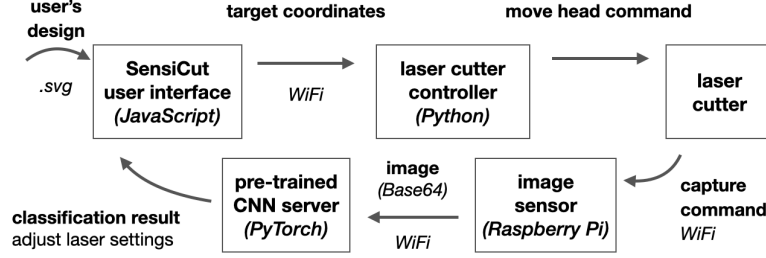 user's
design
.svg
SensiCut
user interface
(JavaScript)
target coordinates
WiFi
laser cutter
controller
(Python)
move head command
laser
cutter
capture
command
WiFi
image
sensor
(Raspberry Pi)
image
(Base64)
WiFi
pre-trained
CNN server
(PyTorch)
classification result
adjust laser settings